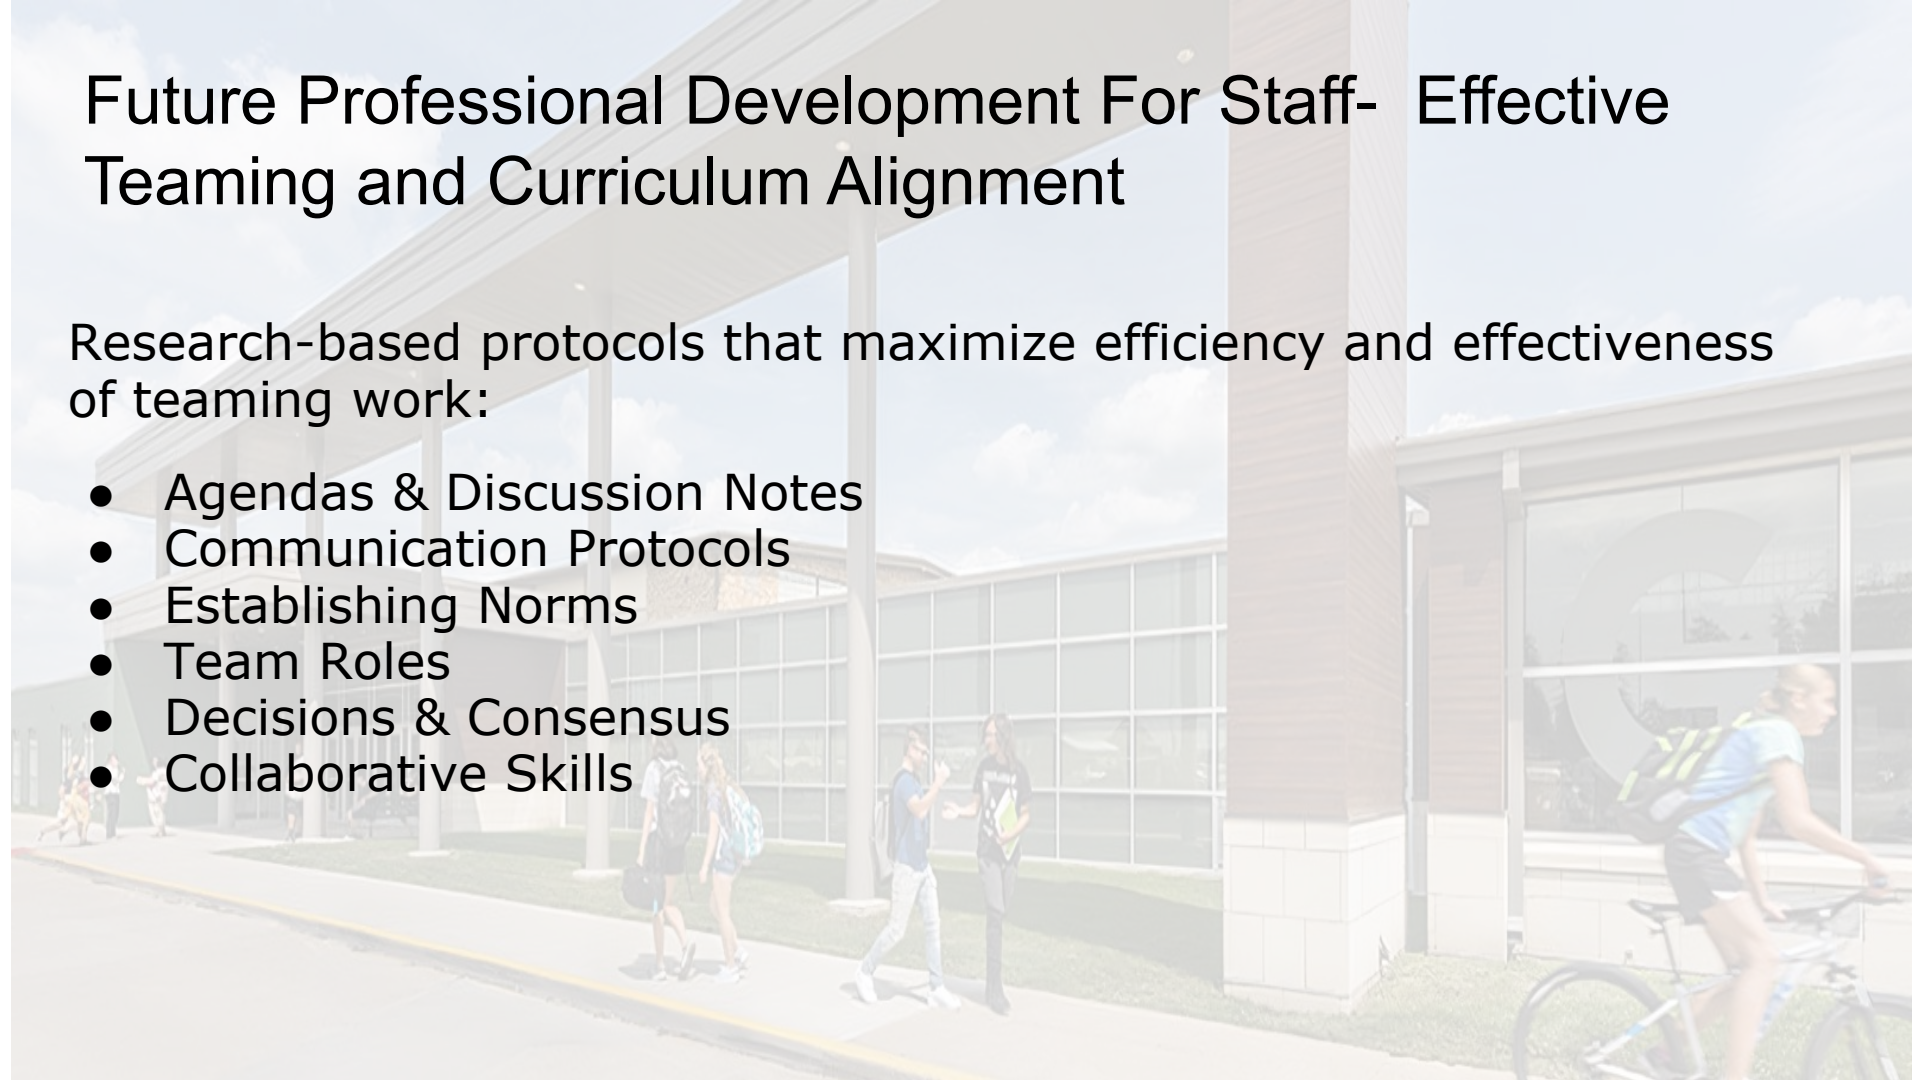 Future Professional Development For Staff-  Effective
Teaming and Curriculum Alignment
Research-based protocols that maximize efficiency and effectiveness
of teaming work:
● Agendas & Discussion Notes
● Communication Protocols
● Establishing Norms
● Team Roles
● Decisions & Consensus
● Collaborative Skills